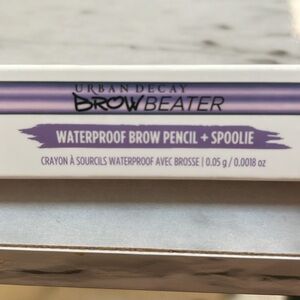 URBAN DECAY
BROWBEATER
WATERPROOF BROW PENCIL + SPOOLIE
CRAYON À SOURCILS WATERPROOF AVEC BROSSE | 0.05 g / 0.0018 oz